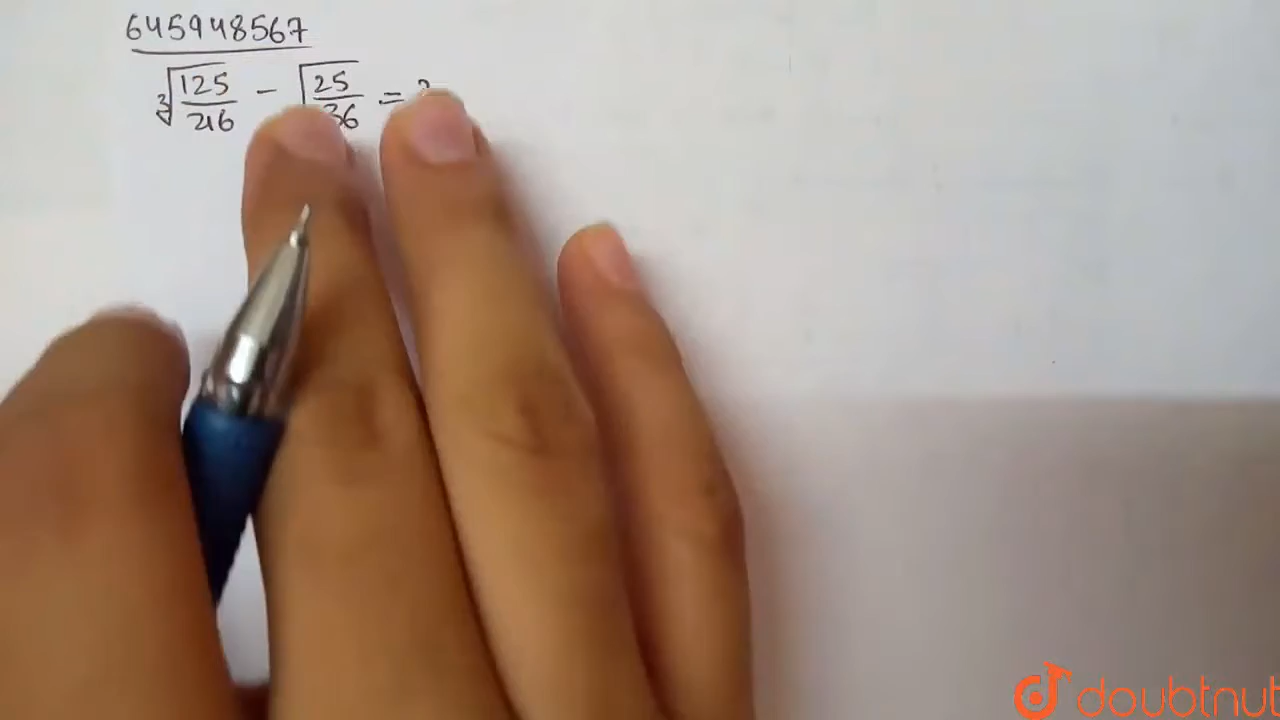 645948567
∛(125/216) − √(25/36) = ?
doubtnut